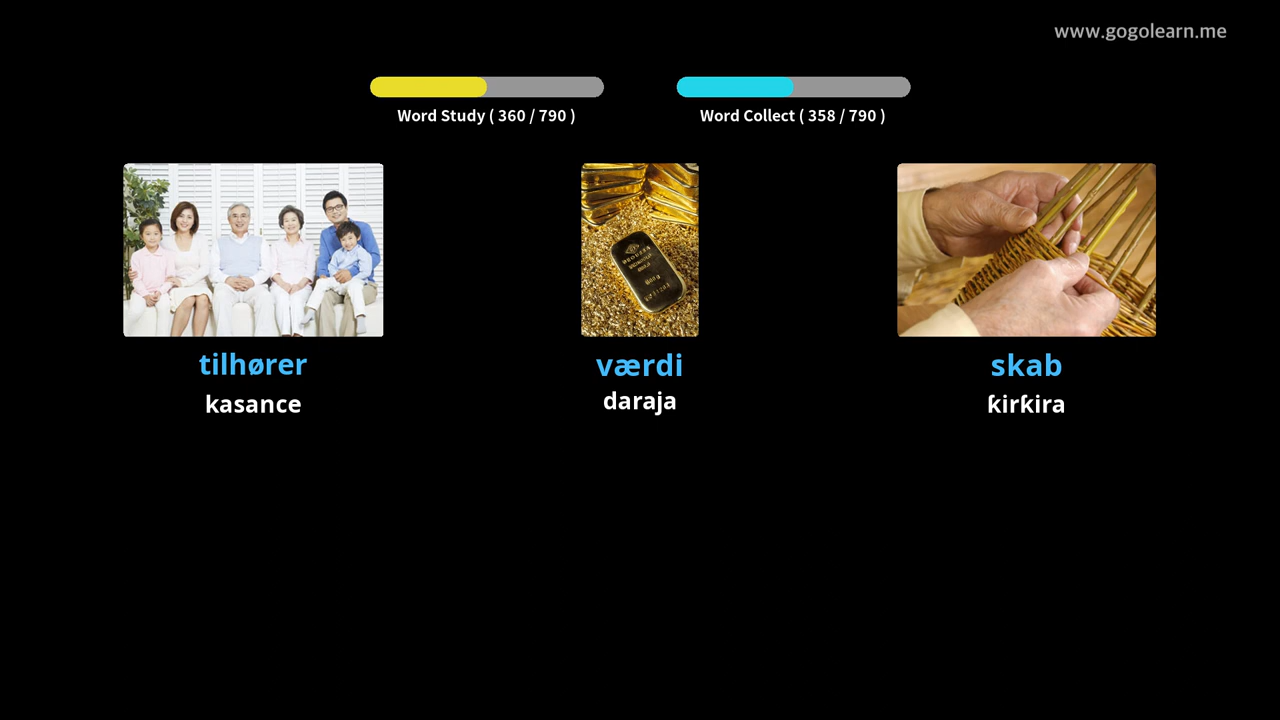 www.gogolearn.me
Word Study ( 360 / 790 )
Word Collect ( 358 / 790 )
tilhører
kasance
værdi
daraja
skab
ƙirƙira